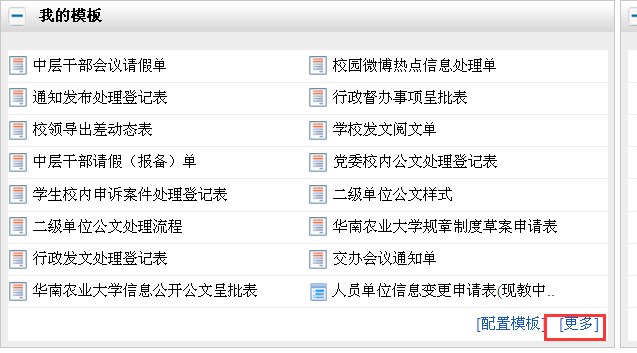 我的模板
中层干部会议请假单 校园微博热点信息处理单
通知发布处理登记表 行政督办事项呈批表
校领导出差动态表 学校发文阅文单
中层干部请假（报备）单 党委校内公文处理登记表
学生校内申诉案件处理登记表 二级单位公文样式
二级单位公文处理流程 华南农业大学规章制度草案申请表
行政发文处理登记表 交办会议通知单
华南农业大学信息公开公文呈批表 人员单位信息变更申请表(现教中..
[配置模板] [更多]